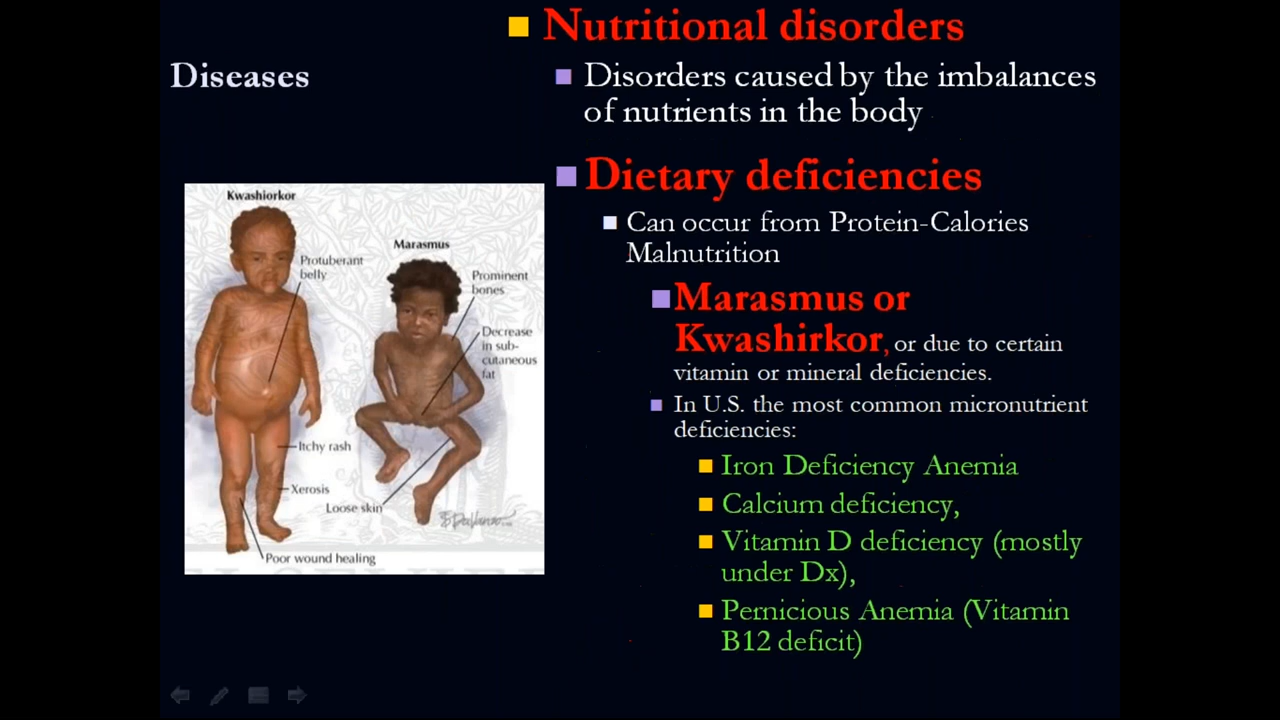 Diseases
Nutritional disorders
Disorders caused by the imbalances
of nutrients in the body
Dietary deficiencies
Can occur from Protein-Calories
Malnutrition
Marasmus or
Kwashirkor, or due to certain
vitamin or mineral deficiencies.
In U.S. the most common micronutrient
deficiencies:
Iron Deficiency Anemia
Calcium deficiency,
Vitamin D deficiency (mostly
under Dx),
Pernicious Anemia (Vitamin
B12 deficit)
Kwashiorkor
Protuberant
belly
Itchy rash
Xerosis
Poor wound healing
Marasmus
Prominent
bones
Decrease
in sub-
cutaneous
fat
Loose skin